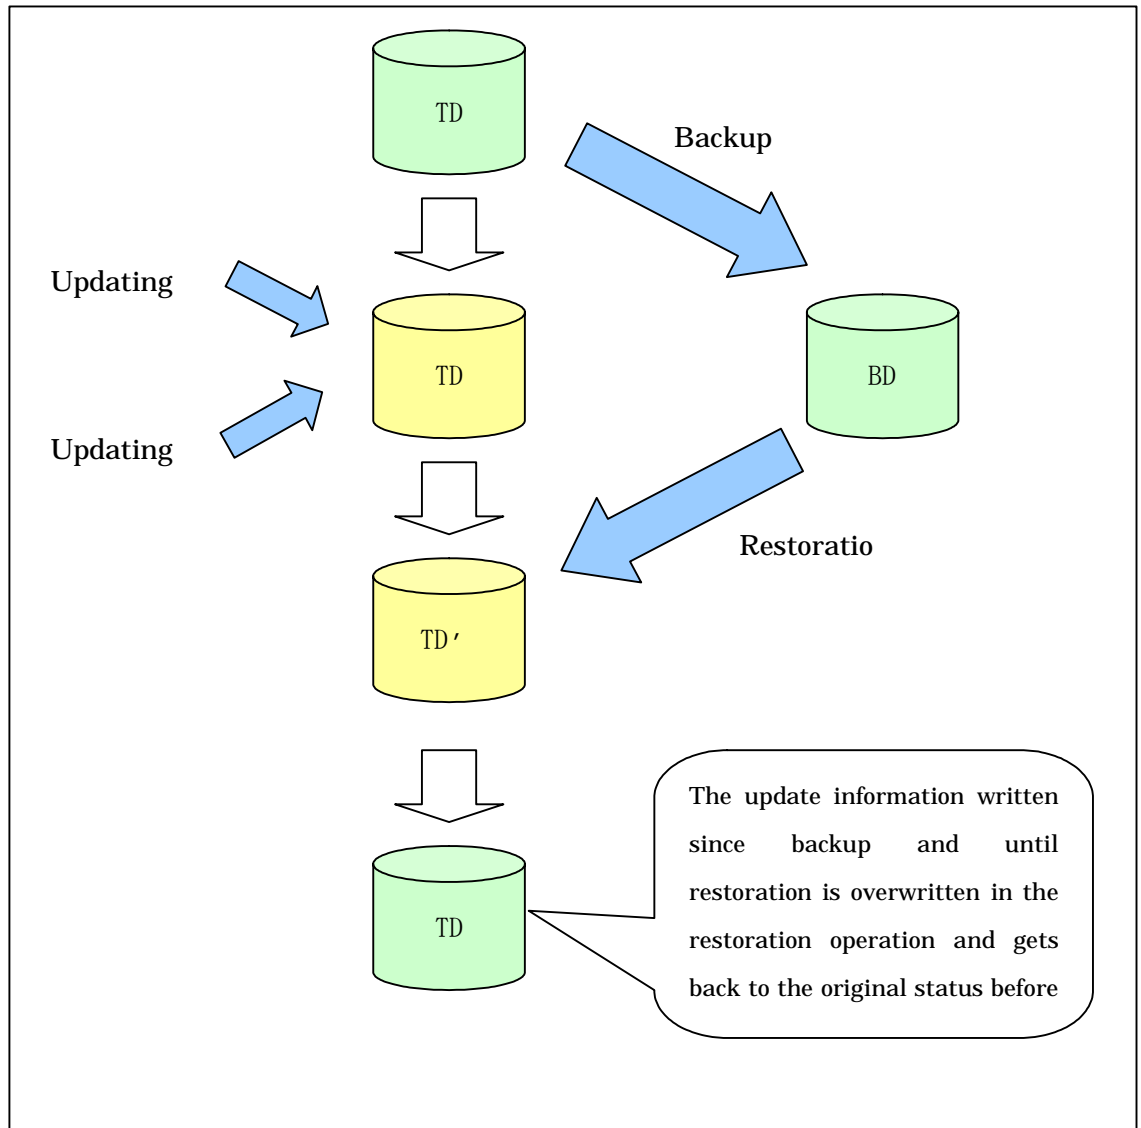 TD
Backup
Updating
TD
BD
Updating
Restoratio
TD'
The update information written
since backup and until
restoration is overwritten in the
restoration operation and gets
back to the original status before
TD